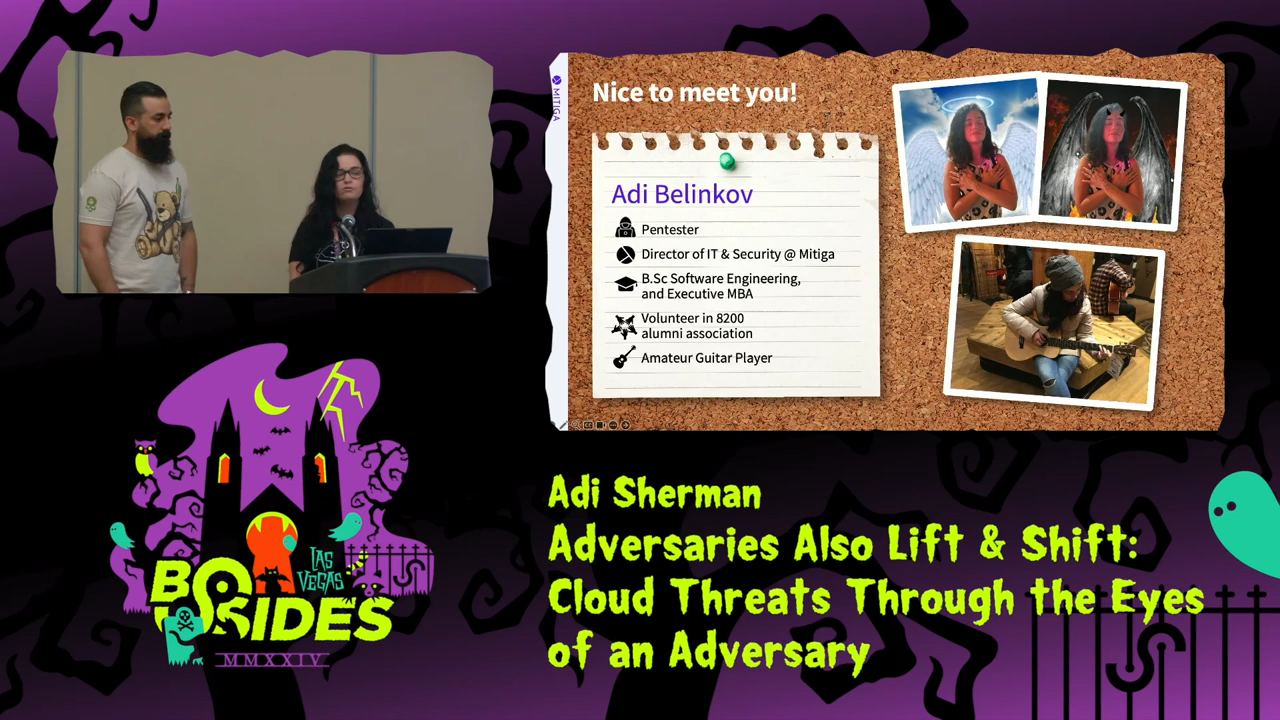 MITIGA
Nice to meet you!
Adi Belinkov
Pentester
Director of IT & Security @ Mitiga
B.Sc Software Engineering,
and Executive MBA
Volunteer in 8200
alumni association
Amateur Guitar Player
LAS
VEGAS
BSIDES
MMXXIV
Adi Sherman
Adversaries Also Lift & Shift:
Cloud Threats Through the Eyes
of an Adversary